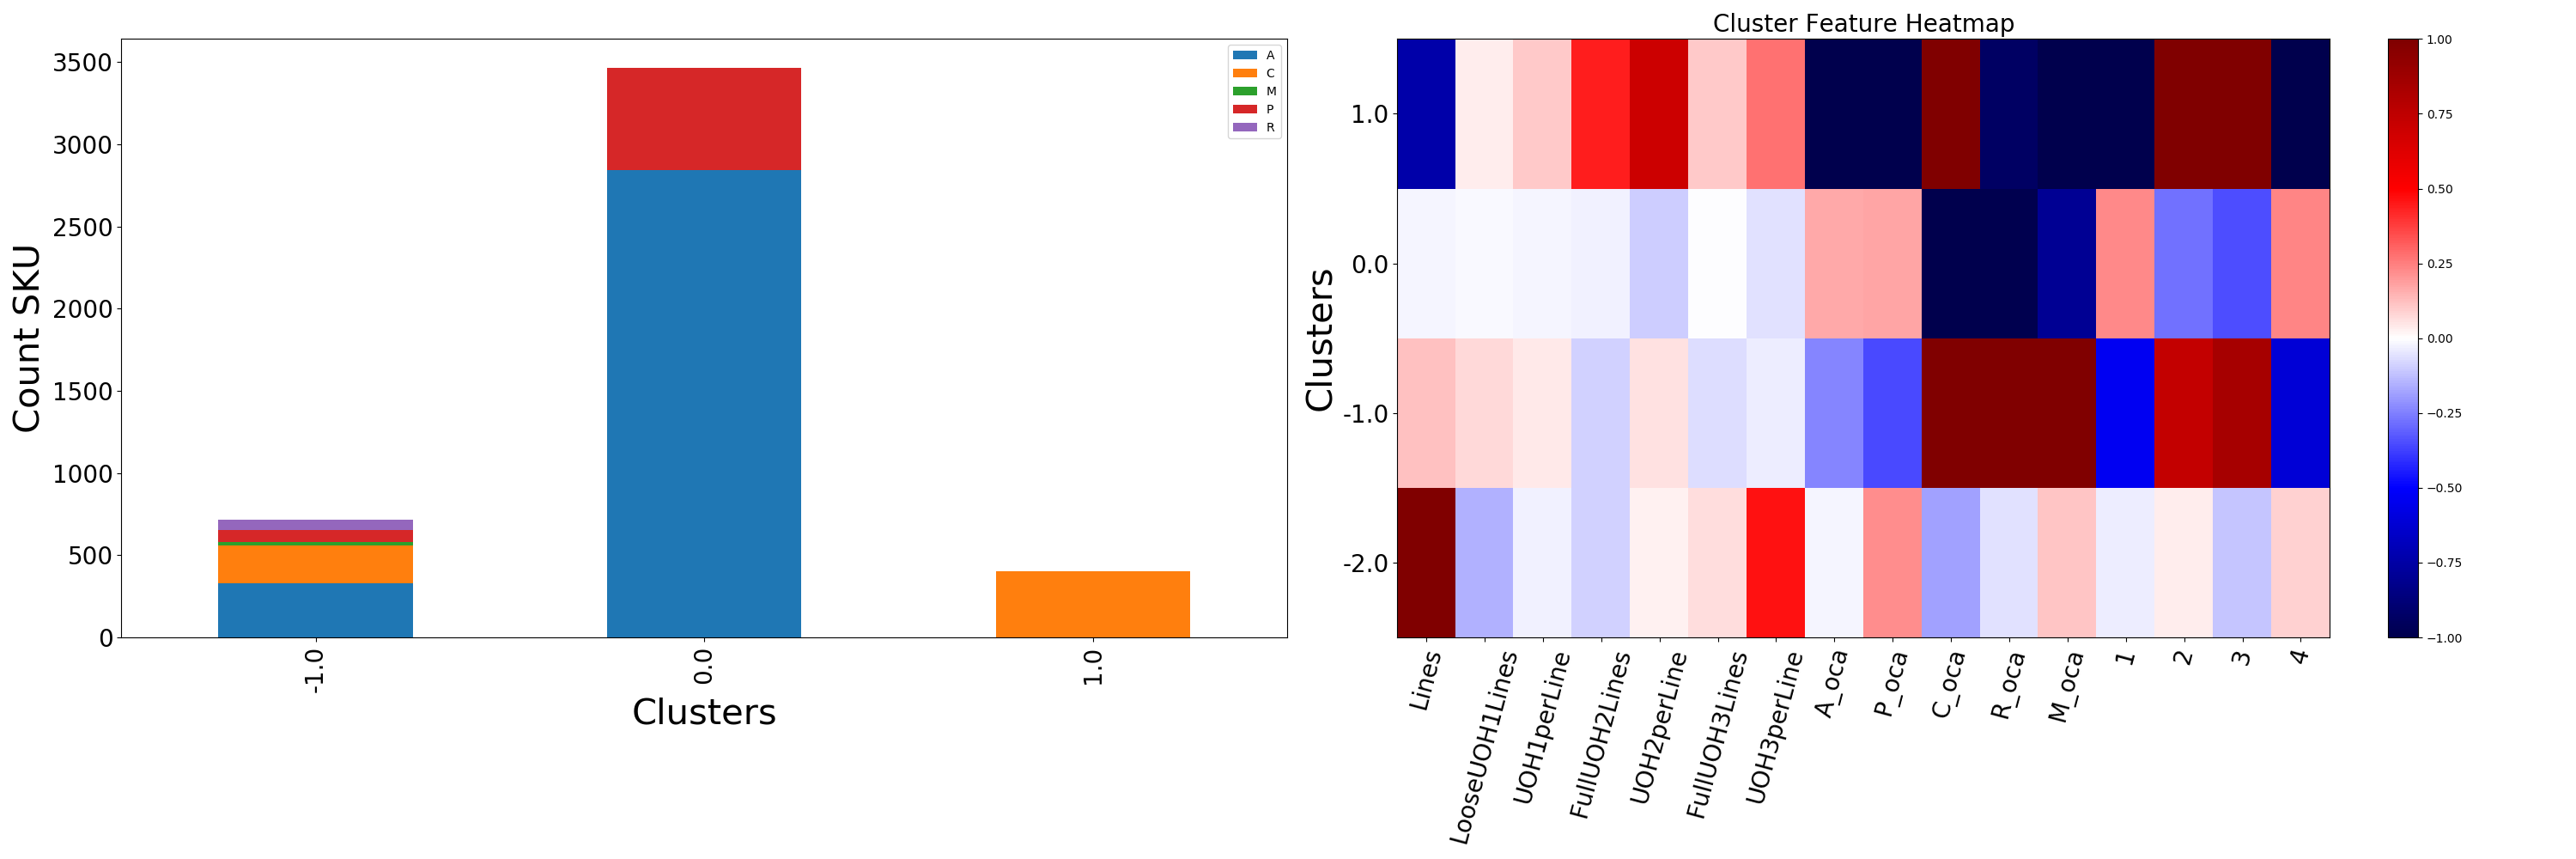 3500
3000
2500
2000
1500
1000
500
0
Count SKU
-1.0
0.0
1.0
Clusters
A
C
M
P
R
Cluster Feature Heatmap
1.0
0.0
-1.0
-2.0
Clusters
Lines
LooseUOH1Lines
UOH1perLine
FullUOH2Lines
UOH2perLine
FullUOH3Lines
UOH3perLine
A_oca
P_oca
C_oca
R_oca
M_oca
1
2
3
4
1.00
0.75
0.50
0.25
0.00
−0.25
−0.50
−0.75
−1.00